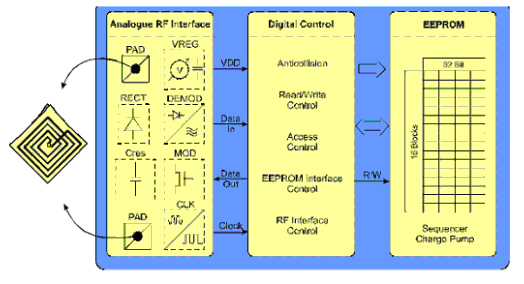 Analogue RF Interface
PAD
VREG
V
RECT
DEMOD
Cres
MOD
CLK
PAD
VDD
Data
In
Data
Out
Clock
Digital Control
Anticollision
Read/Write
Control
Access
Control
EEPROM Interface
Control
RF Interface
Control
R/W
EEPROM
32 Bit
16 Blocks
Sequencer
Charge Pump